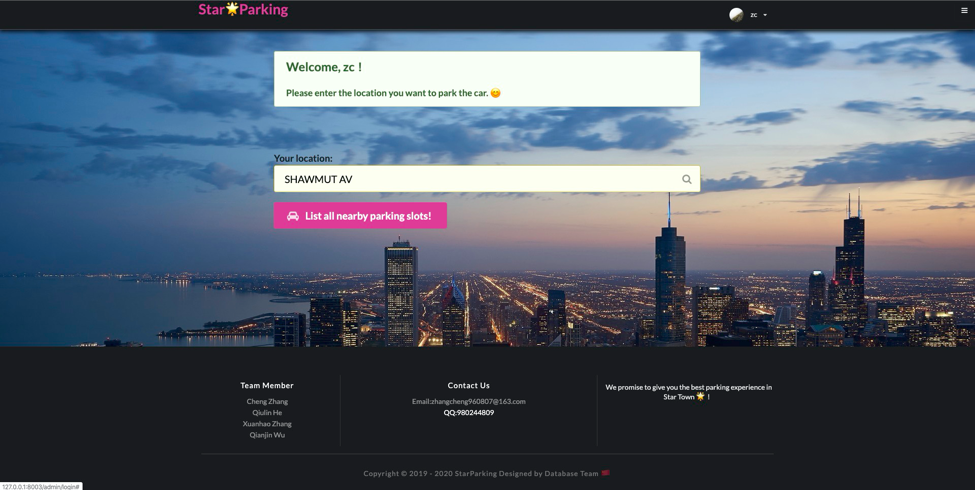 Star🌟Parking
zc
Welcome, zc !
Please enter the location you want to park the car. 😊
Your location:
SHAWMUT AV
List all nearby parking slots!
Team Member
Cheng Zhang
Qiulin He
Xuanhao Zhang
Qianjin Wu
Contact Us
Email:zhangcheng960807@163.com
QQ:980244809
We promise to give you the best parking experience in
Star Town 🌟 !
Copyright © 2019 - 2020 StarParking Designed by Database Team
127.0.0.1:8003/admin/login#